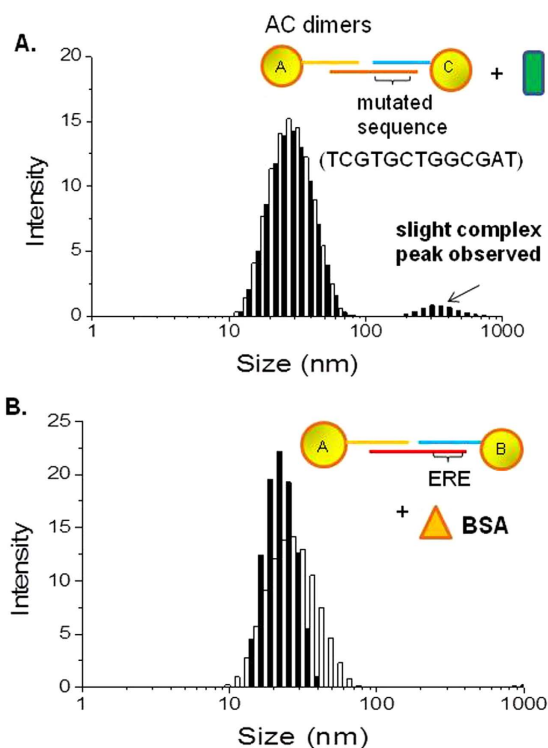 A.
AC dimers
A
C
+
mutated
sequence
(TCGTGCTGGCGAT)
slight complex
peak observed
Intensity
20
15
10
5
0
1
10
100
1000
Size (nm)
B.
A
B
ERE
+
BSA
Intensity
25
20
15
10
5
0
1
10
100
1000
Size (nm)